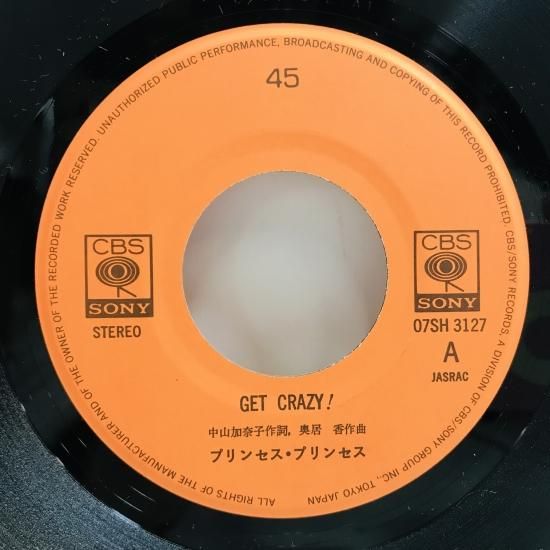 45
UNAUTHORIZED PUBLIC PERFORMANCE, BROADCASTING AND COPYING OF THIS RECORD PROHIBITED. CBS/SONY RECORDS, A DIVISION OF CBS/SONY GROUP INC., TOKYO JAPAN
ALL RIGHTS OF THE MANUFACTURER AND OF THE OWNER OF THE RECORDED WORK RESERVED.
CBS
SONY
STEREO
CBS
SONY
07SH 3127
A
JASRAC
GET CRAZY!
中山加奈子作詞, 奥居 香作曲
プリンセス・プリンセス